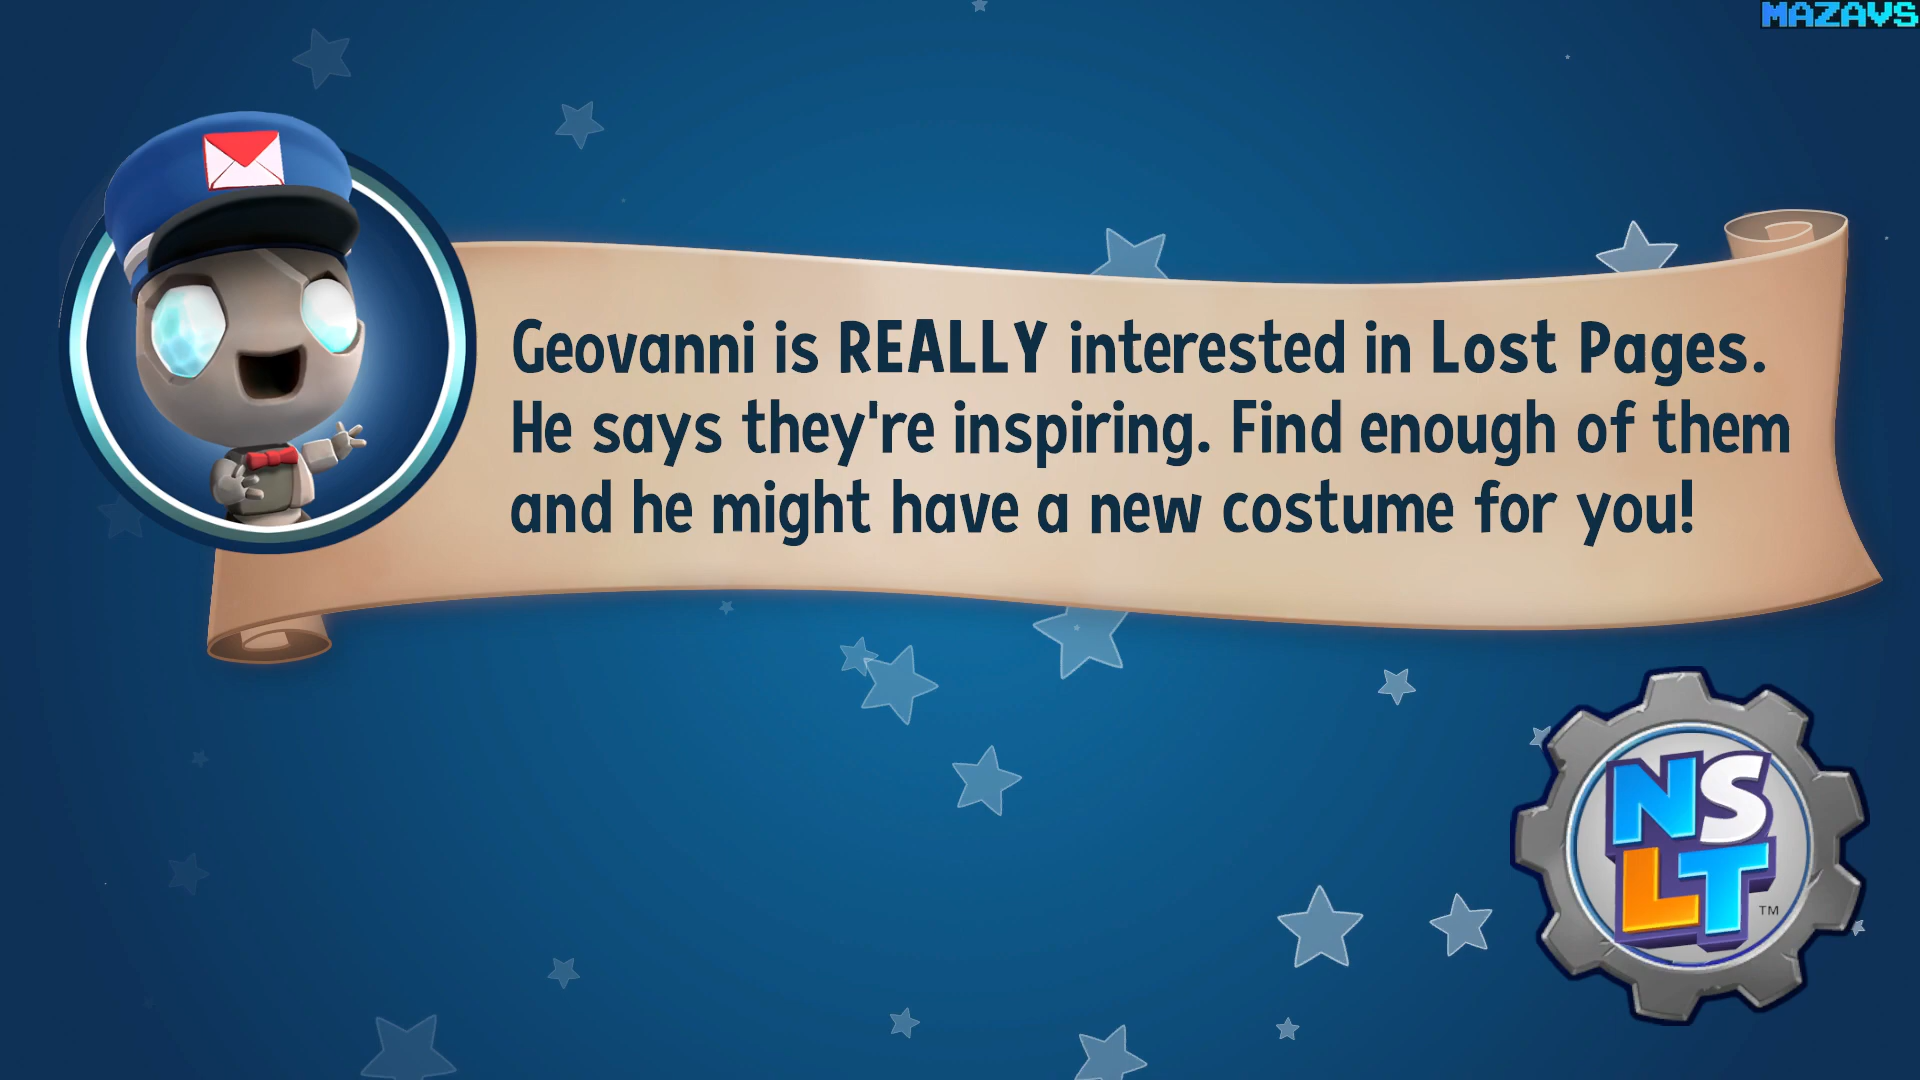 MAZAVS
Geovanni is REALLY interested in Lost Pages.
He says they're inspiring. Find enough of them
and he might have a new costume for you!
NS
LT
TM